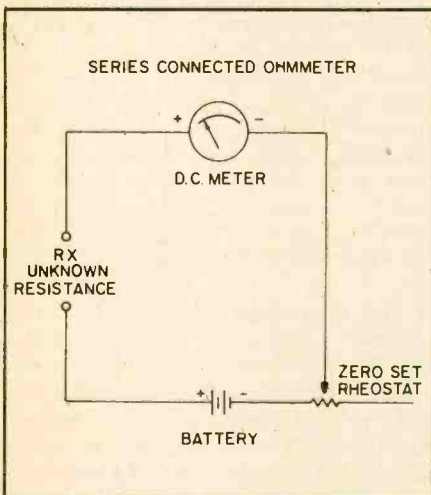 SERIES CONNECTED OHMMETER
+ -
D.C. METER
RX
UNKNOWN
RESISTANCE
ZERO SET
RHEOSTAT
+ -
BATTERY